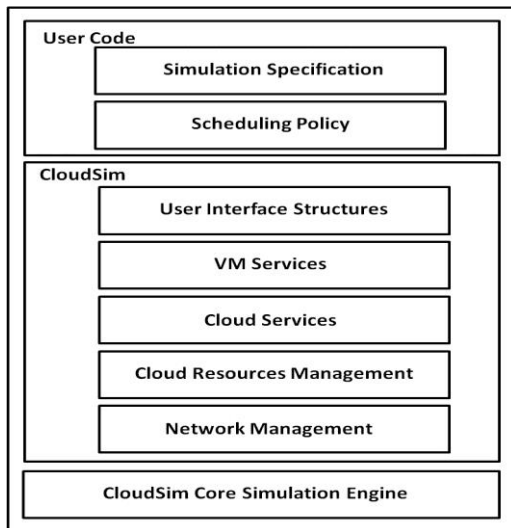 User Code
Simulation Specification
Scheduling Policy
CloudSim
User Interface Structures
VM Services
Cloud Services
Cloud Resources Management
Network Management
CloudSim Core Simulation Engine